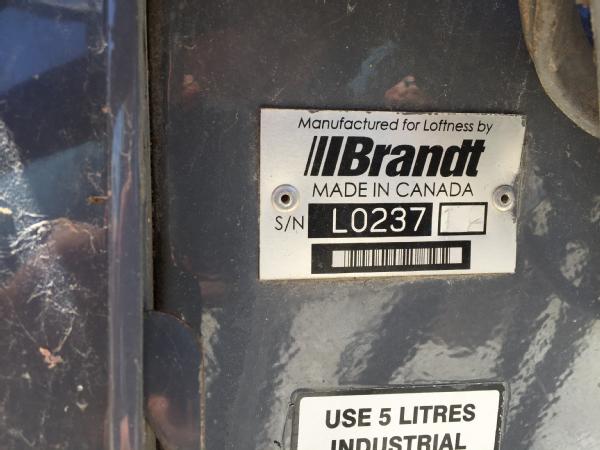 Manufactured for Loftness by
Brandt
MADE IN CANADA
S/N L0237
USE 5 LITRES
INDUSTRIAL